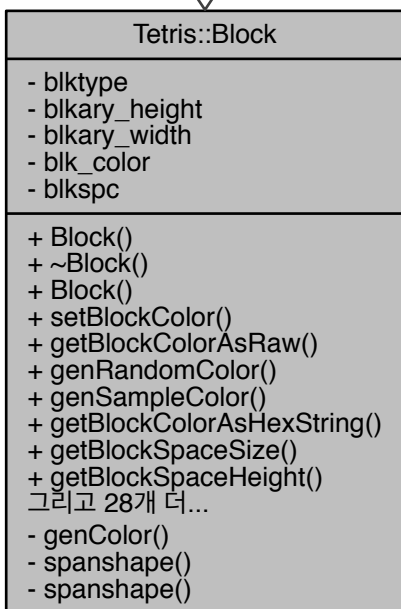 Tetris::Block
- blktype
- blkary_height
- blkary_width
- blk_color
- blkspc
+ Block()
+ ~Block()
+ Block()
+ setBlockColor()
+ getBlockColorAsRaw()
+ genRandomColor()
+ genSampleColor()
+ getBlockColorAsHexString()
+ getBlockSpaceSize()
+ getBlockSpaceHeight()
그리고 28개 더...
- genColor()
- spanshape()
- spanshape()